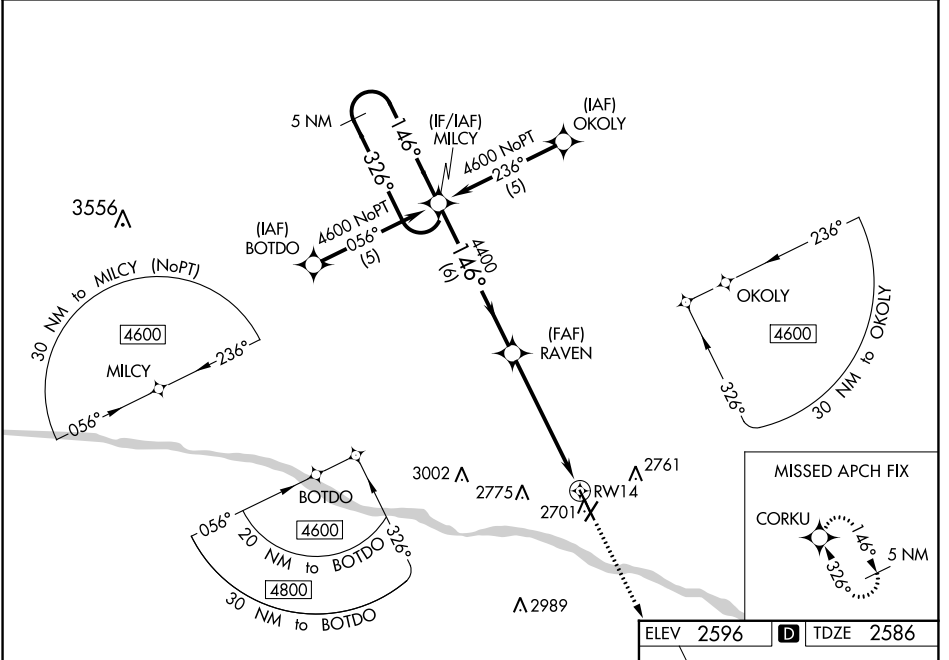 5 NM
146°
326°
(IF/IAF)
MILCY
(IAF)
OKOLY
4600 NoPT
236°
(5)
3556
(IAF)
BOTDO
4600 NoPT
056°
(5)
4400
146°
(6)
(FAF)
RAVEN
30 NM to MILCY (NoPT)
4600
MILCY
236°
056°
236°
OKOLY
4600
326°
30 NM to OKOLY
BOTDO
056°
4600
326°
20 NM to BOTDO
4800
30 NM to BOTDO
3002
2775
2761
RW14
2701
2989
MISSED APCH FIX
CORKU
146°
5 NM
326°
ELEV 2596 D TDZE 2586